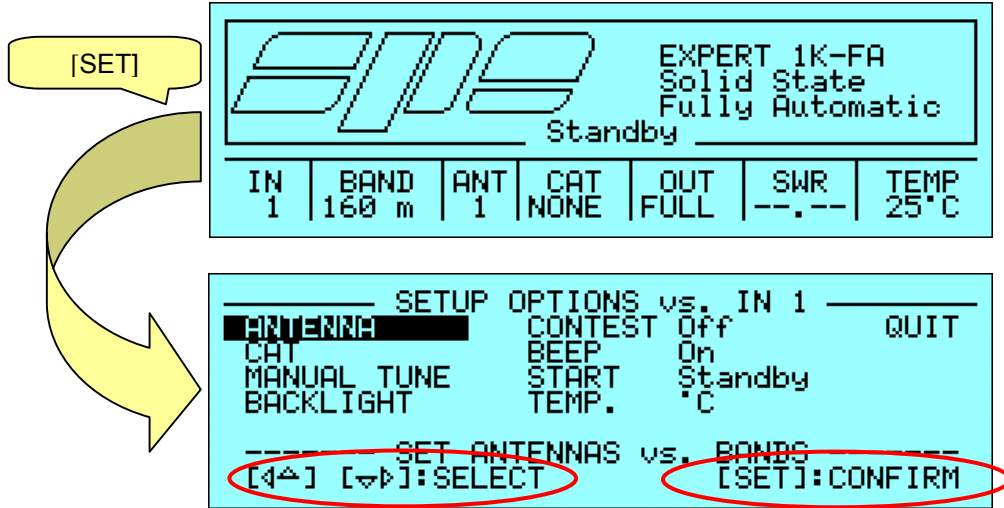 [SET]
spe
EXPERT 1K-FA
Solid State
Fully Automatic
Standby
IN BAND ANT CAT OUT SWR TEMP
1 160 m 1 NONE FULL --.-- 25°C
SETUP OPTIONS vs. IN 1
ANTENNA CONTEST Off QUIT
CAT BEEP On
MANUAL TUNE START Standby
BACKLIGHT TEMP. °C
------- SET ANTENNAS vs. BANDS -------
[◁△] [▽▷]:SELECT [SET]:CONFIRM